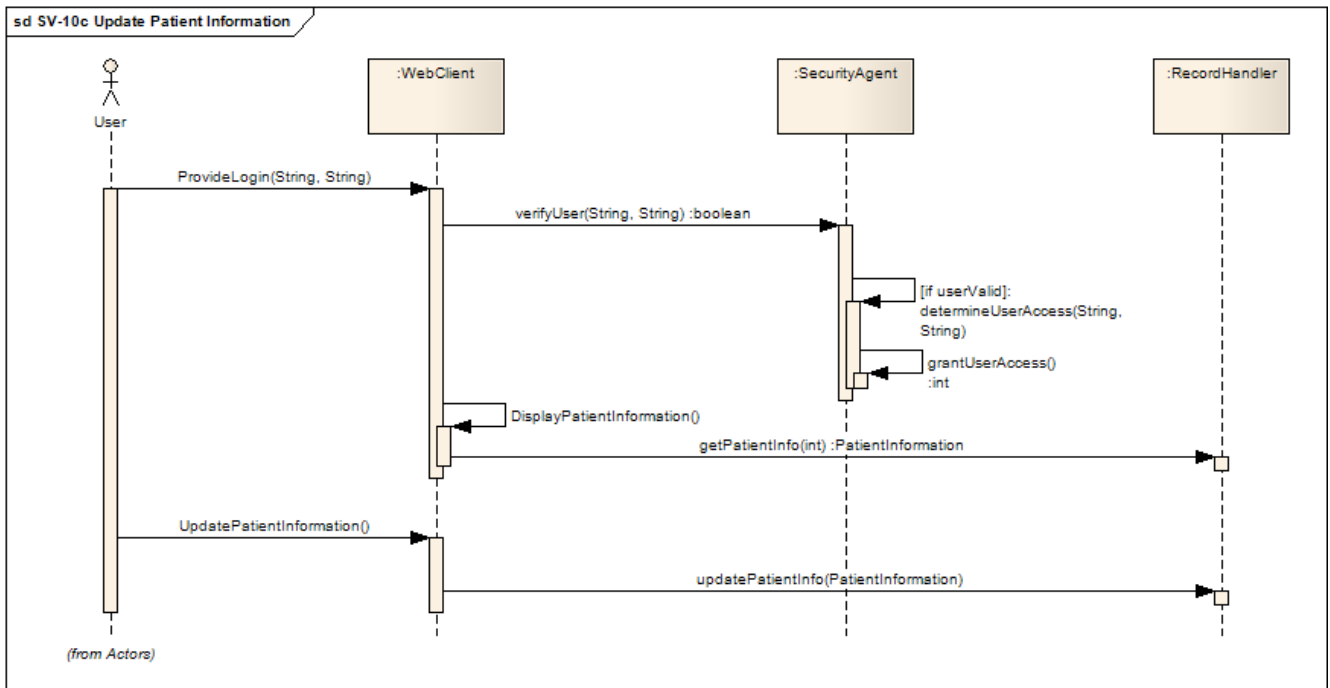 sd SV-10c Update Patient Information
User
:WebClient
:SecurityAgent
:RecordHandler
ProvideLogin(String, String)
verifyUser(String, String) :boolean
[if userValid]:
determineUserAccess(String,
String)
grantUserAccess()
:int
DisplayPatientInformation()
getPatientInfo(int) :PatientInformation
UpdatePatientInformation()
updatePatientInfo(PatientInformation)
(from Actors)